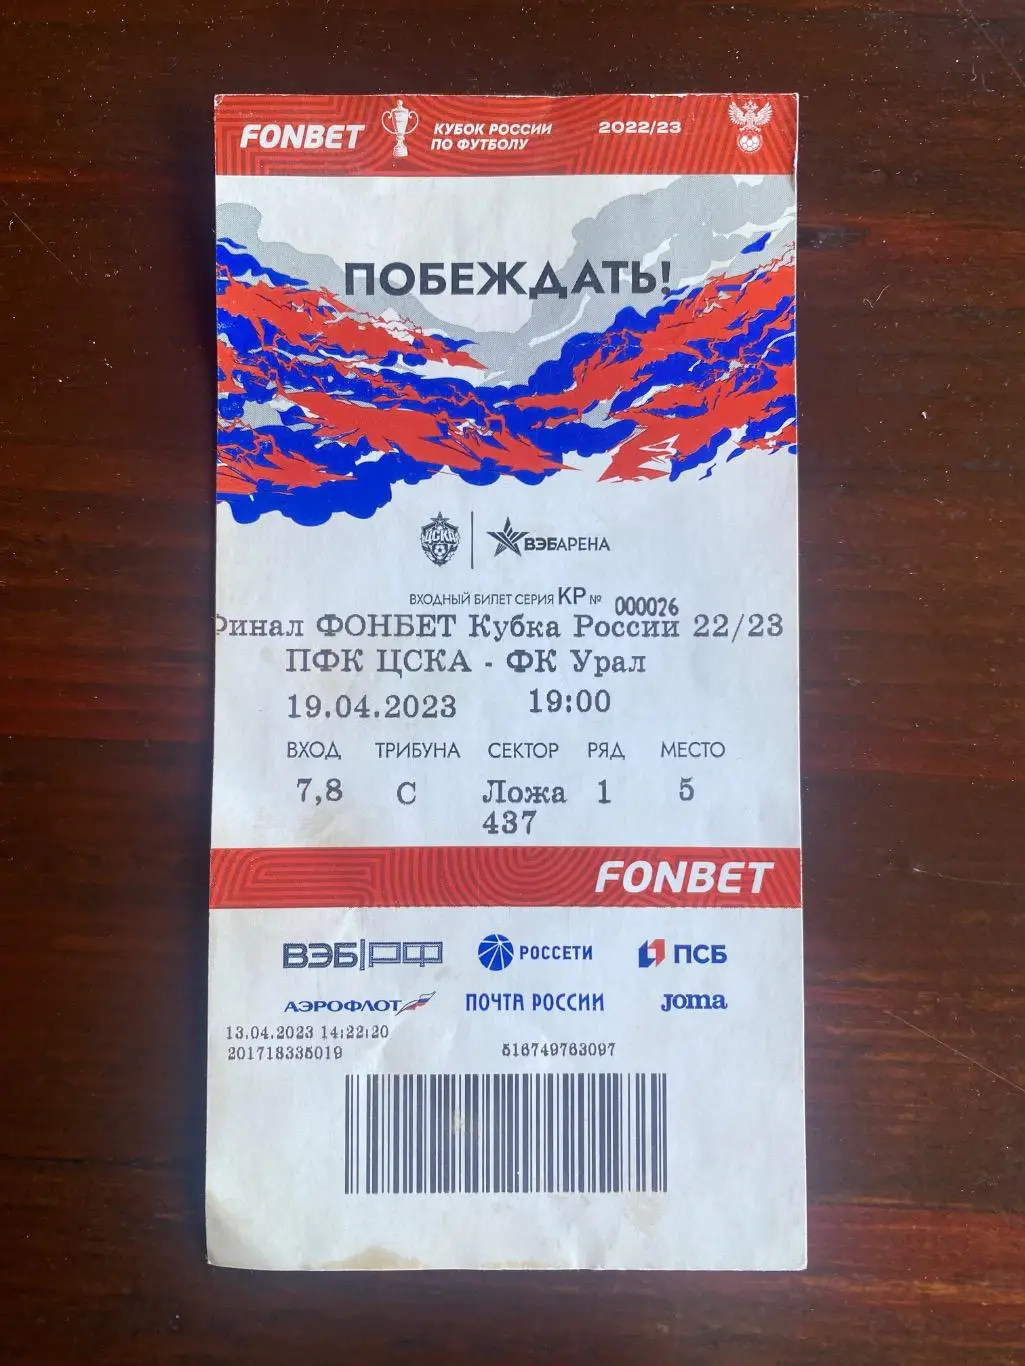 FONBET
КУБОК РОССИИ
ПО ФУТБОЛУ
2022/23
ПОБЕЖДАТЬ!
ЦСКА
ВЭБАРЕНА
ВХОДНЫЙ БИЛЕТ СЕРИЯ КР № 000026
Финал ФОНБЕТ Кубка России 22/23
ПФК ЦСКА - ФК Урал
19.04.2023 19:00
ВХОД ТРИБУНА СЕКТОР РЯД МЕСТО
7,8 C Ложа 1 5
437
FONBET
ВЭБ|РФ РОССЕТИ ПСБ
АЭРОФЛОТ ПОЧТА РОССИИ Joma
13.04.2023 14:22:20
201718335019 516749763097